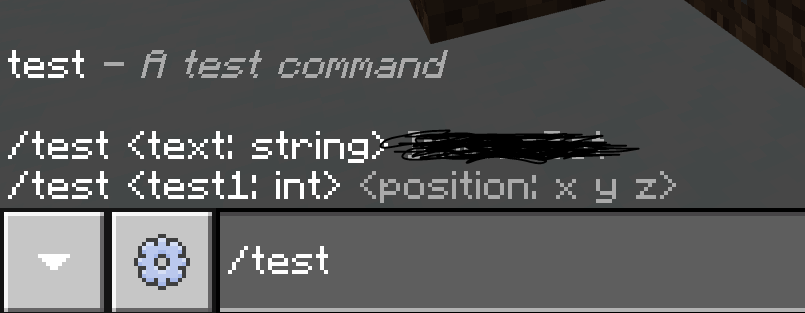 test - A test command
/test <text: string>
/test <test1: int> <position: x y z>
/test